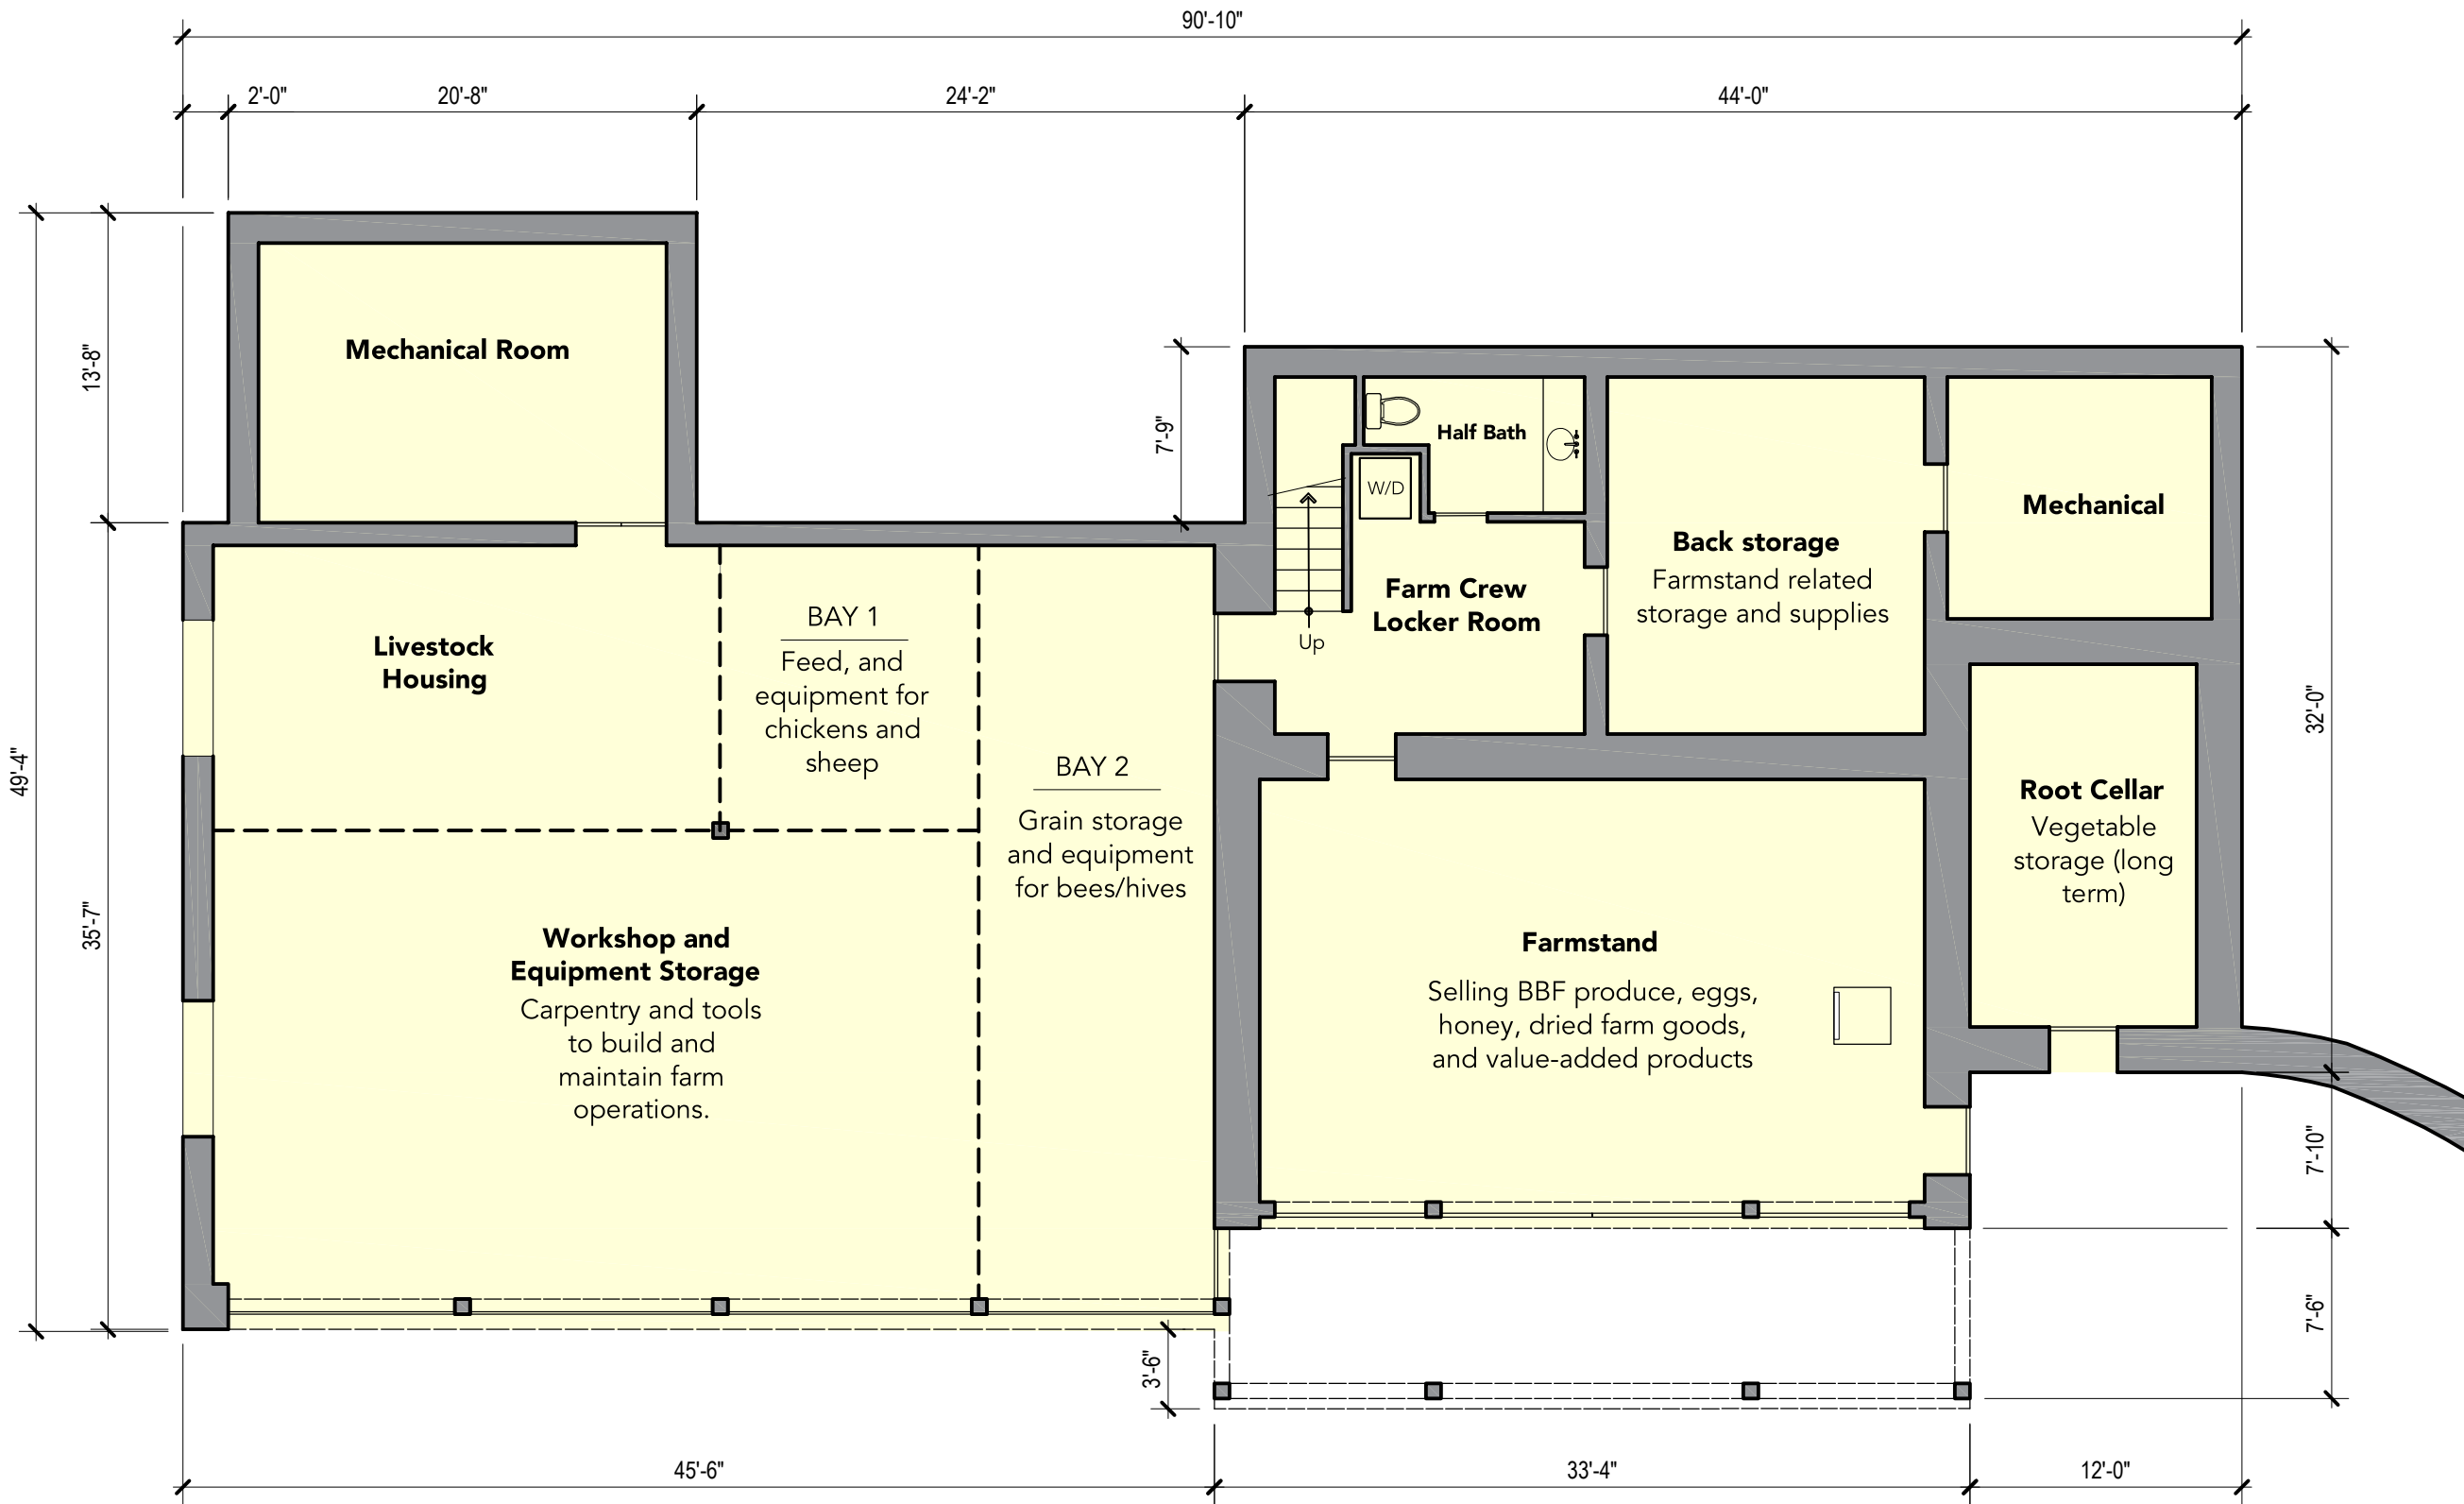 90'-10"
2'-0"
20'-8"
24'-2"
44'-0"
49'-4"
13'-8"
35'-7"
Mechanical Room
7'-9"
Half Bath
W/D
Up
Farm Crew
Locker Room
Back storage
Farmstand related
storage and supplies
Mechanical
Livestock
Housing
BAY 1
Feed, and
equipment for
chickens and
sheep
BAY 2
Grain storage
and equipment
for bees/hives
Root Cellar
Vegetable
storage (long
term)
32'-0"
Workshop and
Equipment Storage
Carpentry and tools
to build and
maintain farm
operations.
Farmstand
Selling BBF produce, eggs,
honey, dried farm goods,
and value-added products
7'-10"
7'-6"
3'-6"
45'-6"
33'-4"
12'-0"